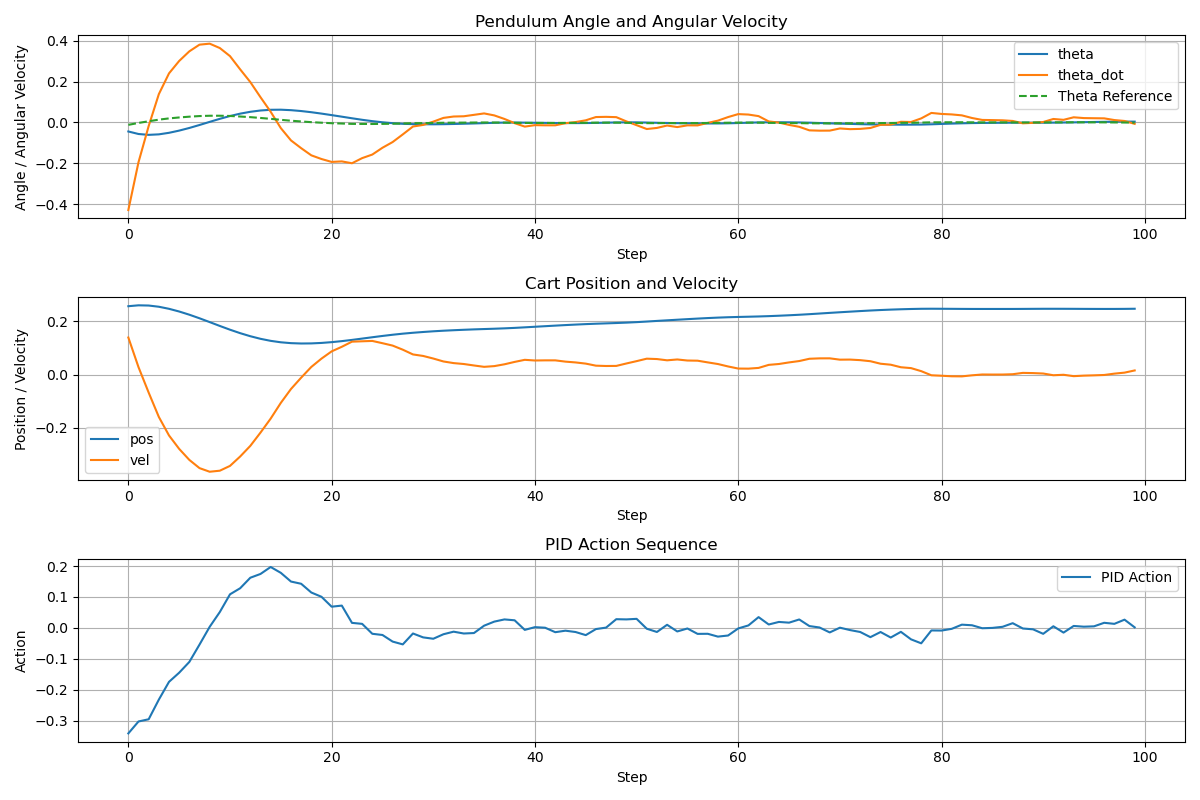 Pendulum Angle and Angular Velocity
Angle / Angular Velocity
0.4
0.2
0.0
−0.2
−0.4
theta
theta_dot
Theta Reference
0 20 40 60 80 100
Step
Cart Position and Velocity
Position / Velocity
0.2
0.0
−0.2
pos
vel
0 20 40 60 80 100
Step
PID Action Sequence
Action
0.2
0.1
0.0
−0.1
−0.2
−0.3
PID Action
0 20 40 60 80 100
Step